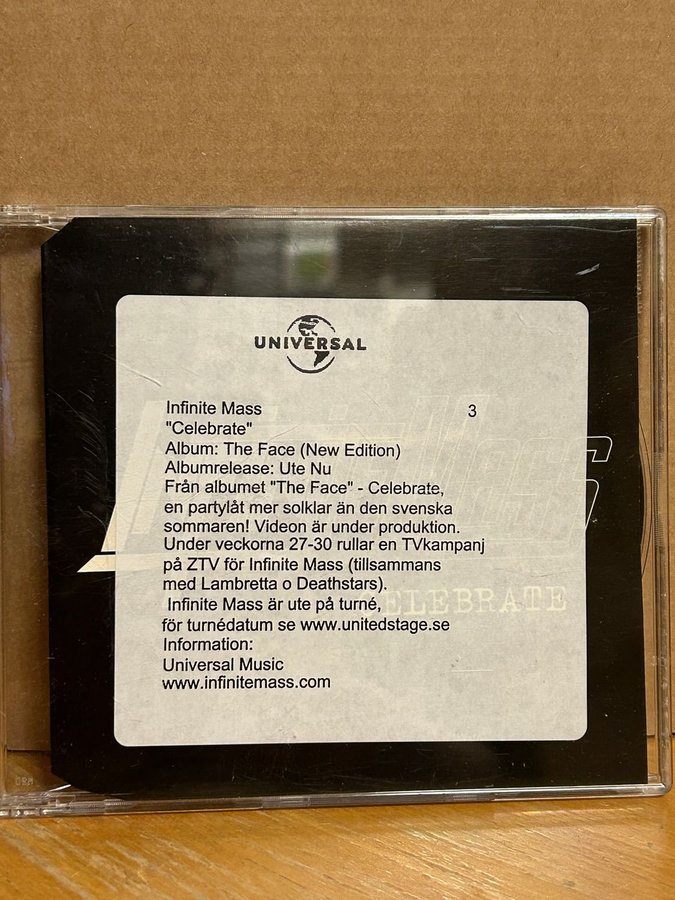 UNIVERSAL
Infinite Mass 3
"Celebrate"
Album: The Face (New Edition)
Albumrelease: Ute Nu
Från albumet "The Face" - Celebrate,
en partylåt mer solklar än den svenska
sommaren! Videon är under produktion.
Under veckorna 27-30 rullar en TVkampanj
på ZTV för Infinite Mass (tillsammans
med Lambretta o Deathstars).
Infinite Mass är ute på turné,
CELEBRATE
för turnédatum se www.unitedstage.se
Information:
Universal Music
www.infinitemass.com